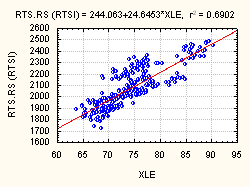 RTS.RS (RTSI) = 244.063+24.6453*XLE, r² = 0.6902
RTS.RS (RTSI)
2600
2500
2400
2300
2200
2100
2000
1900
1800
1700
1600
60 65 70 75 80 85 90 95
XLE